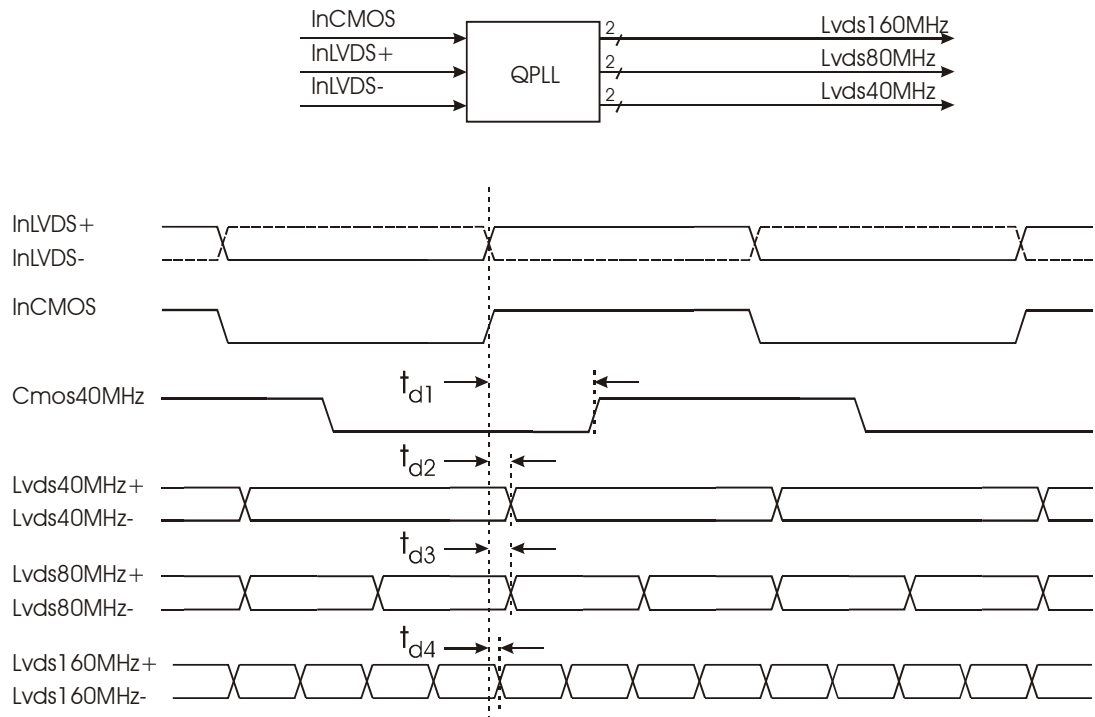 InCMOS
InLVDS+
InLVDS-
QPLL
2
Lvds160MHz
2
Lvds80MHz
2
Lvds40MHz
InLVDS+
InLVDS-
InCMOS
td1
Cmos40MHz
td2
Lvds40MHz+
Lvds40MHz-
td3
Lvds80MHz+
Lvds80MHz-
td4
Lvds160MHz+
Lvds160MHz-